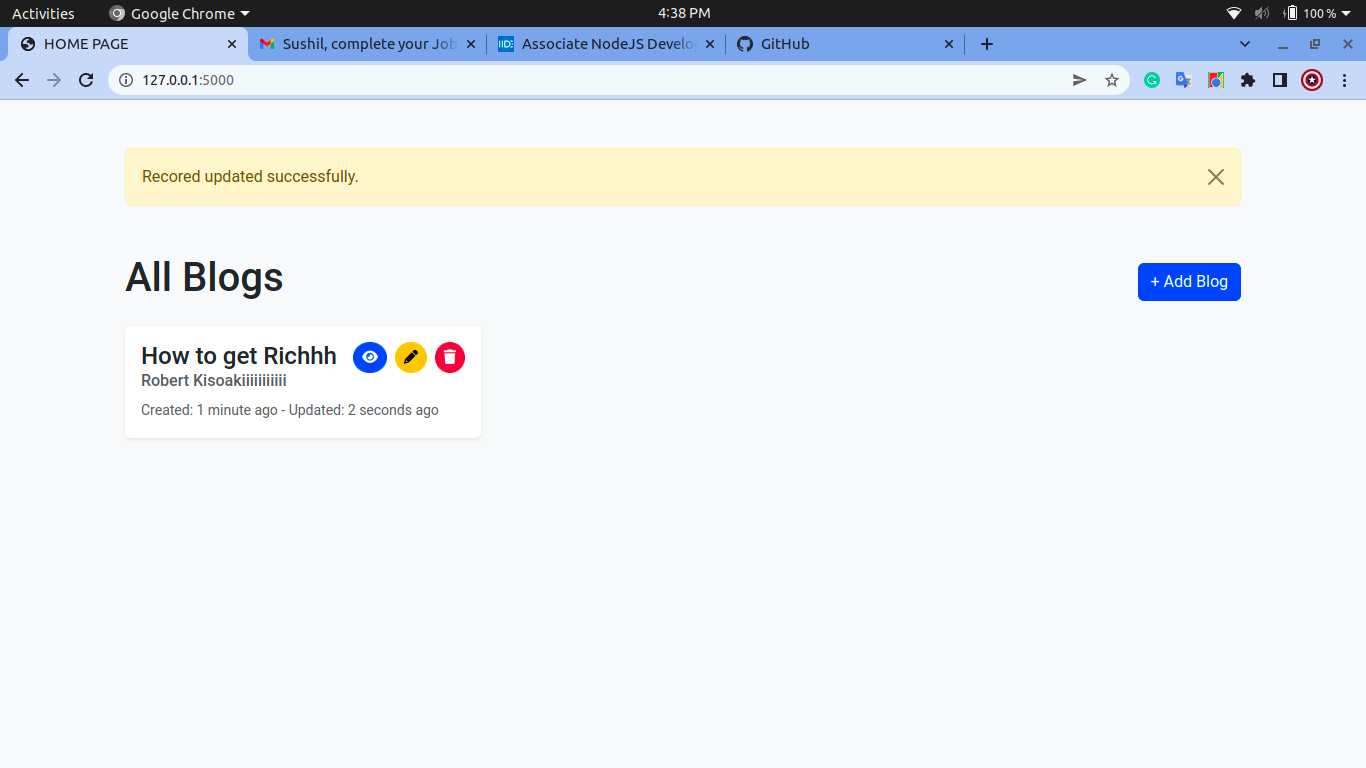 Activities Google Chrome 4:38 PM 100 %
HOME PAGE Sushil, complete your Job Associate NodeJS Develo GitHub
127.0.0.1:5000
Recored updated successfully.
All Blogs
+ Add Blog
How to get Richhh
Robert Kisoakiiiiiiiiii
Created: 1 minute ago - Updated: 2 seconds ago